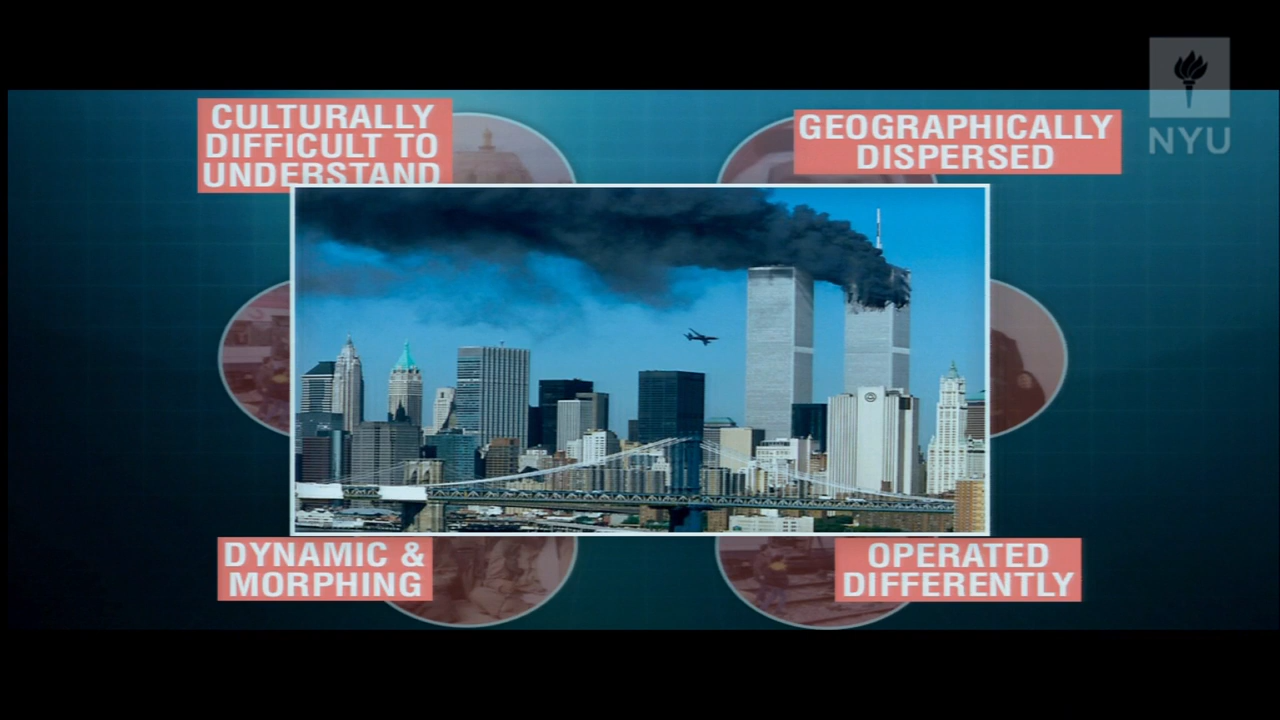 CULTURALLY
DIFFICULT TO
UNDERSTAND
GEOGRAPHICALLY
DISPERSED
NYU
DYNAMIC &
MORPHING
OPERATED
DIFFERENTLY